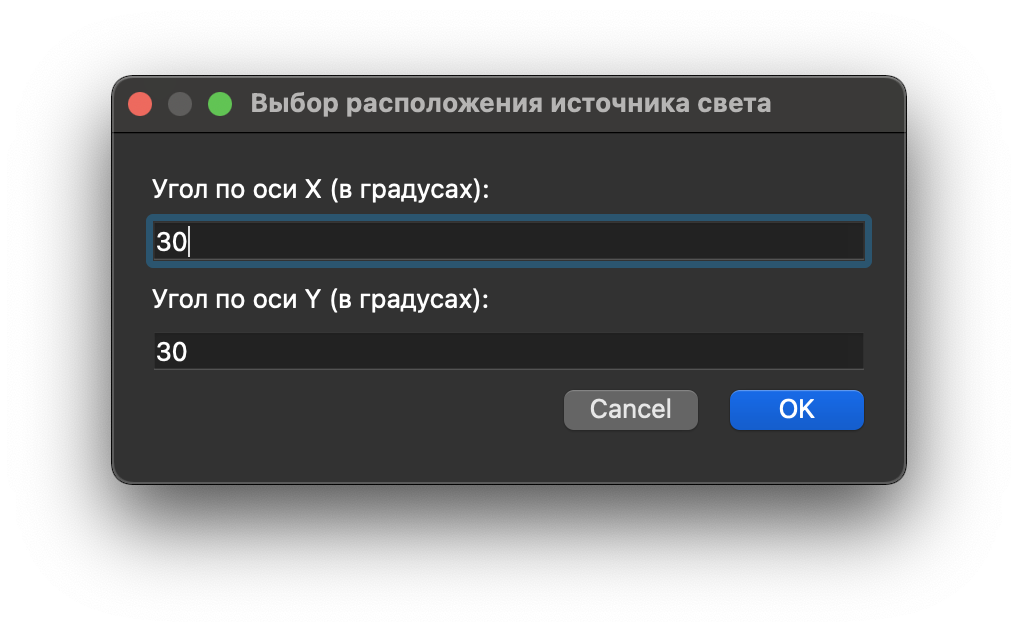 Выбор расположения источника света
Угол по оси X (в градусах):
30
Угол по оси Y (в градусах):
30
Cancel OK